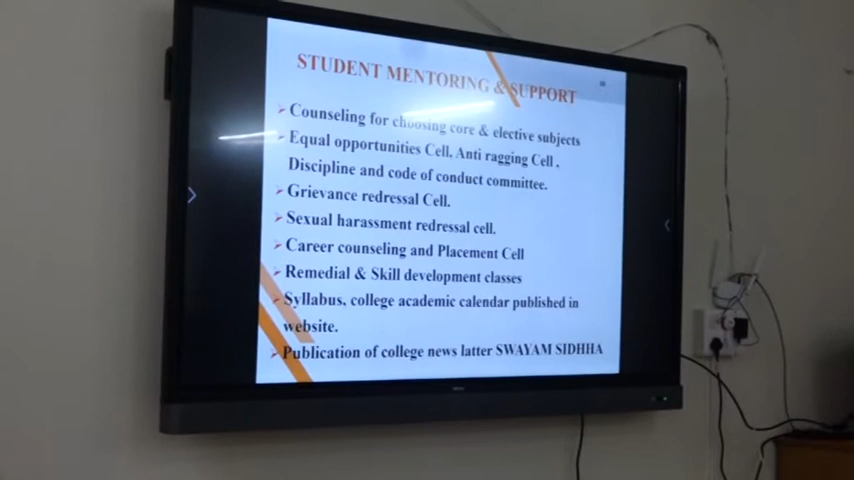 STUDENT MENTORING & SUPPORT
➢ Counseling for choosing core & elective subjects
➢ Equal opportunities Cell, Anti ragging Cell ,
Discipline and code of conduct committee.
➢ Grievance redressal Cell.
➢ Sexual harassment redressal cell.
➢ Career counseling and Placement Cell
➢ Remedial & Skill development classes
➢ Syllabus, college academic calendar published in
website.
➢ Publication of college news latter SWAYAM SIDHHA